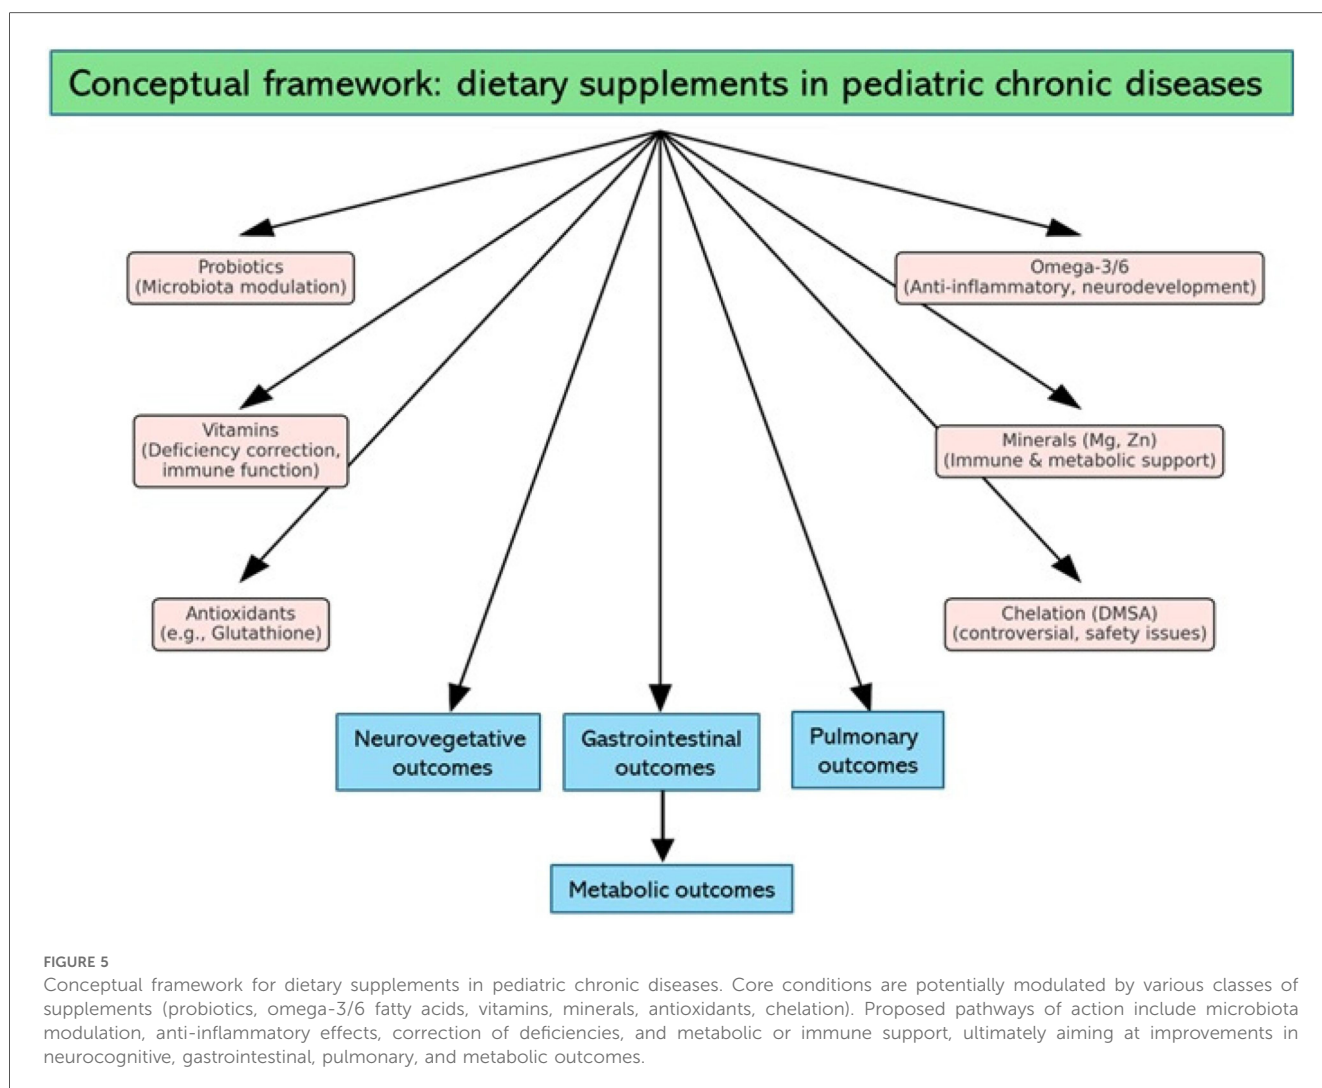 Conceptual framework: dietary supplements in pediatric chronic diseases
Probiotics
(Microbiota modulation)
Omega-3/6
(Anti-inflammatory, neurodevelopment)
Vitamins
(Deficiency correction,
immune function)
Minerals (Mg, Zn)
(Immune & metabolic support)
Antioxidants
(e.g., Glutathione)
Chelation (DMSA)
(controversial, safety issues)
Neurovegetative
outcomes
Gastrointestinal
outcomes
Pulmonary
outcomes
Metabolic outcomes
FIGURE 5
Conceptual framework for dietary supplements in pediatric chronic diseases. Core conditions are potentially modulated by various classes of
supplements (probiotics, omega-3/6 fatty acids, vitamins, minerals, antioxidants, chelation). Proposed pathways of action include microbiota
modulation, anti-inflammatory effects, correction of deficiencies, and metabolic or immune support, ultimately aiming at improvements in
neurocognitive, gastrointestinal, pulmonary, and metabolic outcomes.